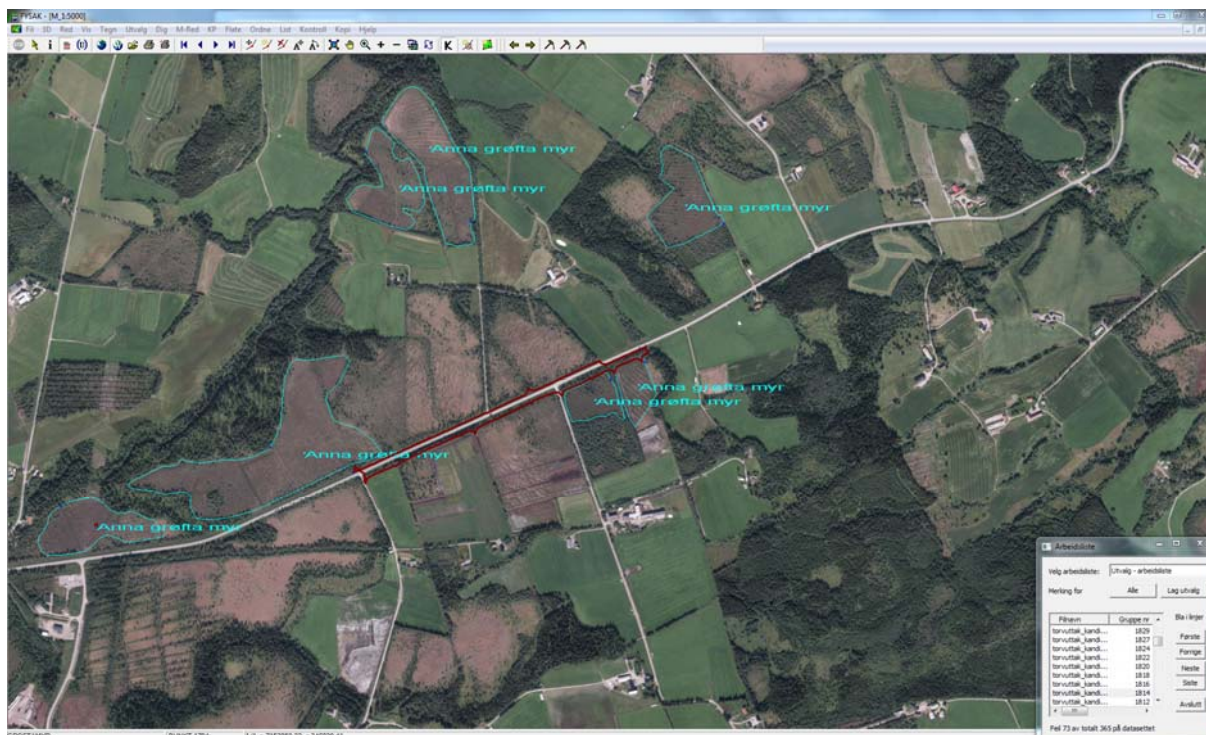 FYSAK - [M_1:5000]
Fil 3D Red Vis Tegn Utvalg Dig M-Red KP Flate Ordne List Kontroll Kopi Hjelp
'Anna grøfta myr
'Anna grøfta myr
'Anna grøfta myr
'Anna grøfta myr
'Anna grøfta myr
'Anna grøfta myr
'Anna grøfta myr
Arbeidsliste
Velg arbeidsliste: Utvalg - arbeidsliste
Merking for Alle Lag utvalg
Filnavn Gruppe nr Bla i linjer
torvuttak_kandi... 1829
torvuttak_kandi... 1827 Første
torvuttak_kandi... 1824
torvuttak_kandi... 1822 Forrige
torvuttak_kandi... 1820
torvuttak_kandi... 1818 Neste
torvuttak_kandi... 1816
torvuttak_kandi... 1814 Siste
torvuttak_kandi... 1812
Avslutt
Feil 73 av totalt 365 på datasettet